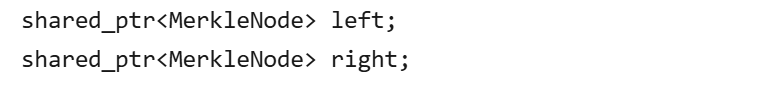 shared_ptr<MerkleNode> left;
shared_ptr<MerkleNode> right;